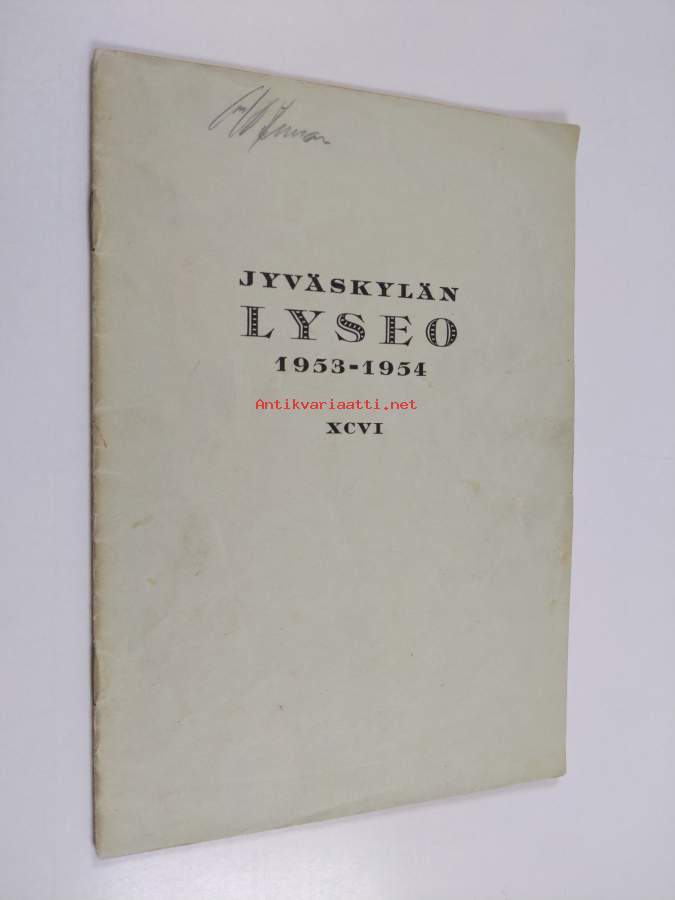 JYVÄSKYLÄN
LYSEO
1953-1954
Antikvariaatti.net
XCVI